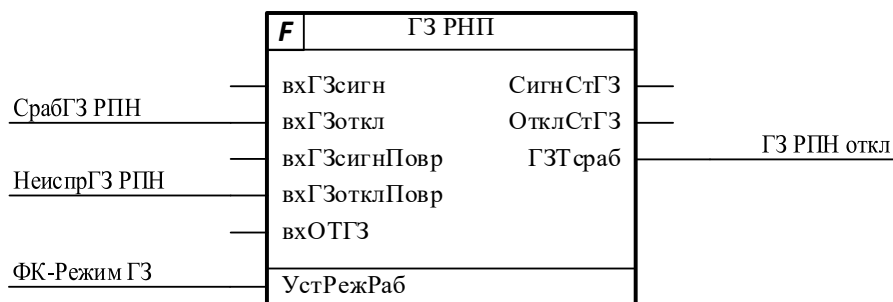 F ГЗ РНП
вхГЗсигн СигнСтГЗ
СрабГЗ РПН вхГЗоткл ОтклСтГЗ
вхГЗсигнПовр ГЗТсраб ГЗ РПН откл
НеиспрГЗ РПН вхГЗотклПовр
вхОТГЗ
ФК-Режим ГЗ УстРежРаб